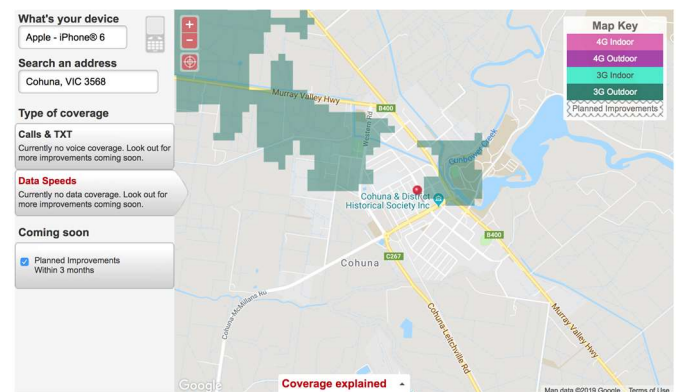 What's your device
Apple - iPhone® 6
Search an address
Cohuna, VIC 3568
Type of coverage
Calls & TXT
Currently no voice coverage. Look out for
more improvements coming soon.
Data Speeds
Currently no data coverage. Look out for
more improvements coming soon.
Coming soon
Planned Improvements
Within 3 months
+
−
Map Key
4G Indoor
4G Outdoor
3G Indoor
3G Outdoor
Planned Improvements
Murray Valley Hwy
B400
Western Rd
Gunbower Creek
Cohuna & District
Historical Society Inc
B400
C267
Cohuna
Cohuna-McMillans Rd
Cohuna-Leitchville Rd
Murray Valley Hwy
Google
Coverage explained
Map data ©2019 Google Terms of Use